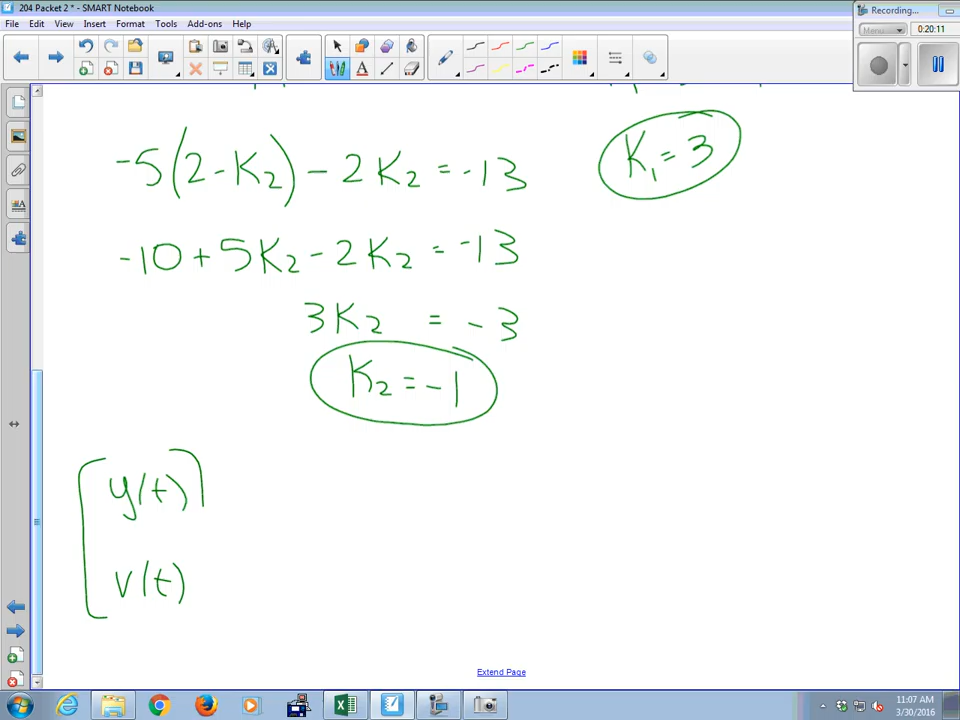 204 Packet 2 * - SMART Notebook
File Edit View Insert Format Tools Add-ons Help
Recording...
Menu
0:20:11
-5(2-K₂) - 2K₂ = -13
K₁ = 3
-10 + 5K₂ - 2K₂ = -13
3K₂ = -3
K₂ = -1
y(t)
v(t)
Extend Page
11:07 AM
3/30/2016